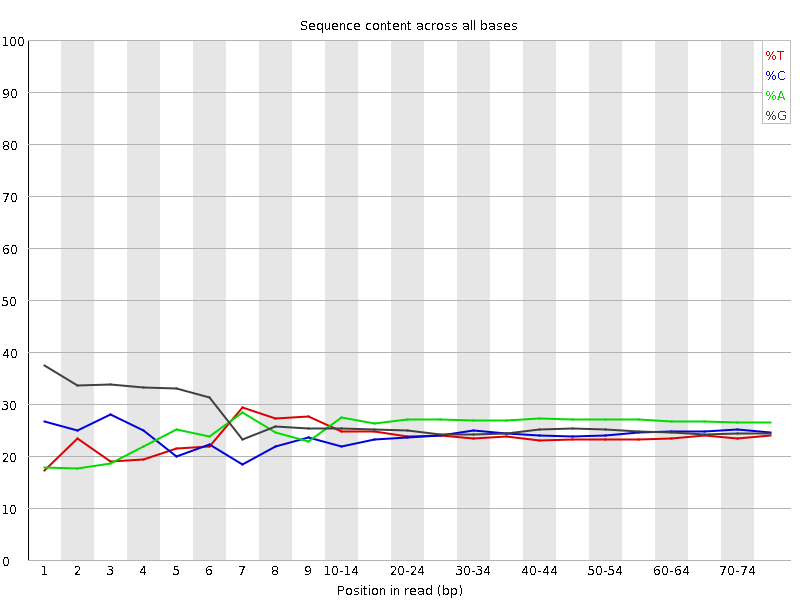 Sequence content across all bases
100
90
80
70
60
50
40
30
20
10
0
%T
%C
%A
%G
1 2 3 4 5 6 7 8 9 10-14 20-24 30-34 40-44 50-54 60-64 70-74
Position in read (bp)